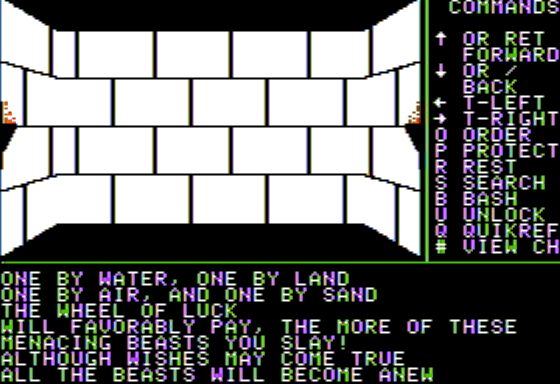 COMMANDS
↑ OR RET
FORWARD
↓ OR /
BACK
← T-LEFT
→ T-RIGHT
O ORDER
P PROTECT
R REST
S SEARCH
B BASH
U UNLOCK
Q QUIKREF
# VIEW CH
ONE BY WATER, ONE BY LAND
ONE BY AIR, AND ONE BY SAND
THE WHEEL OF LUCK
WILL FAVORABLY PAY, THE MORE OF THESE
MENACING BEASTS YOU SLAY!
ALTHOUGH WISHES MAY COME TRUE
ALL THE BEASTS WILL BECOME ANEW